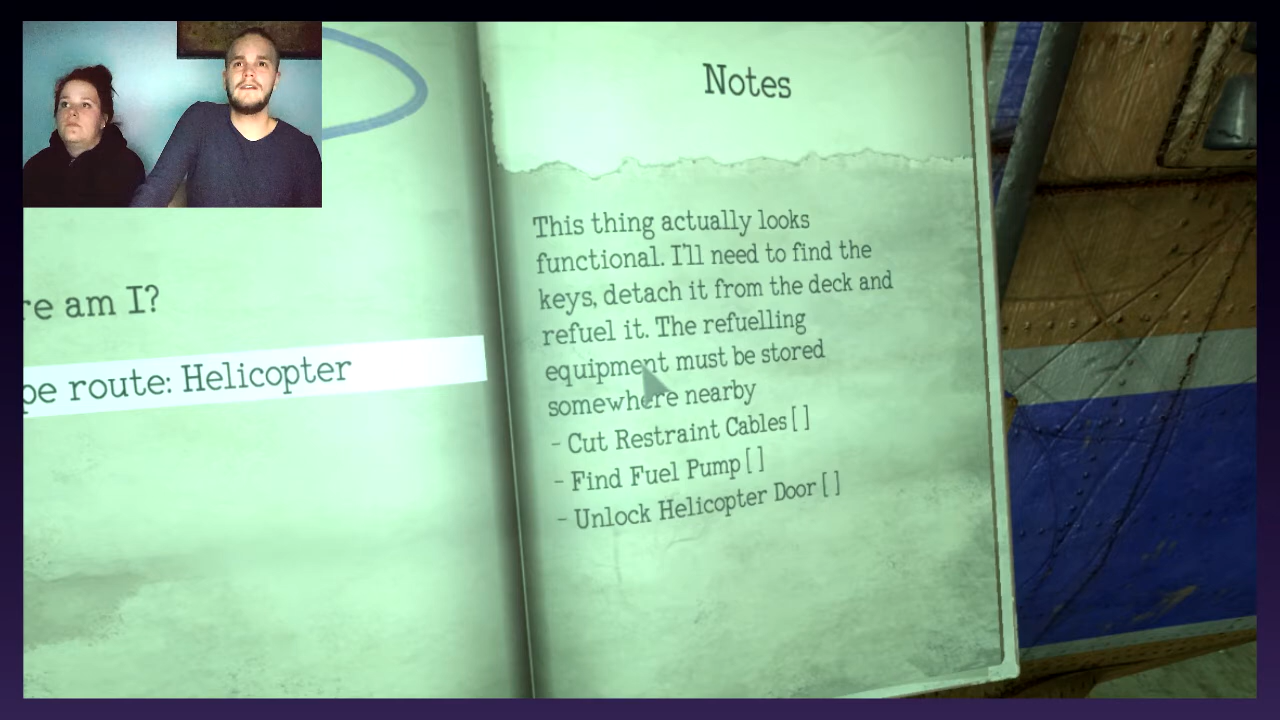 re am I?
pe route: Helicopter
Notes
This thing actually looks
functional. I'll need to find the
keys, detach it from the deck and
refuel it. The refuelling
equipment must be stored
somewhere nearby
- Cut Restraint Cables [ ]
- Find Fuel Pump [ ]
- Unlock Helicopter Door [ ]